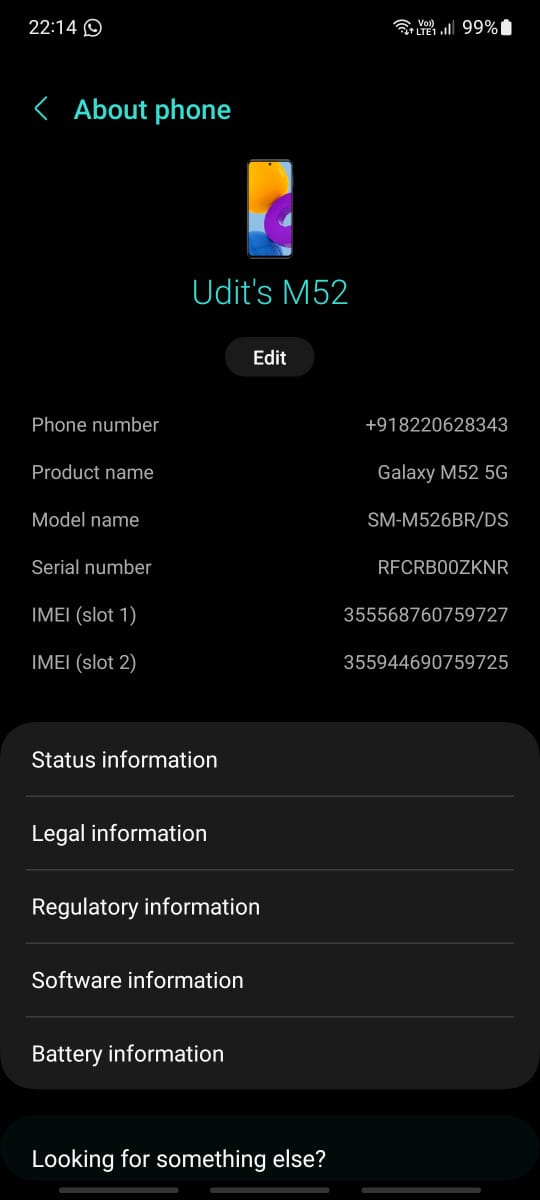 22:14 Vo)) LTE1 99%
About phone
Udit's M52
Edit
Phone number +918220628343
Product name Galaxy M52 5G
Model name SM-M526BR/DS
Serial number RFCRB00ZKNR
IMEI (slot 1) 355568760759727
IMEI (slot 2) 355944690759725
Status information
Legal information
Regulatory information
Software information
Battery information
Looking for something else?